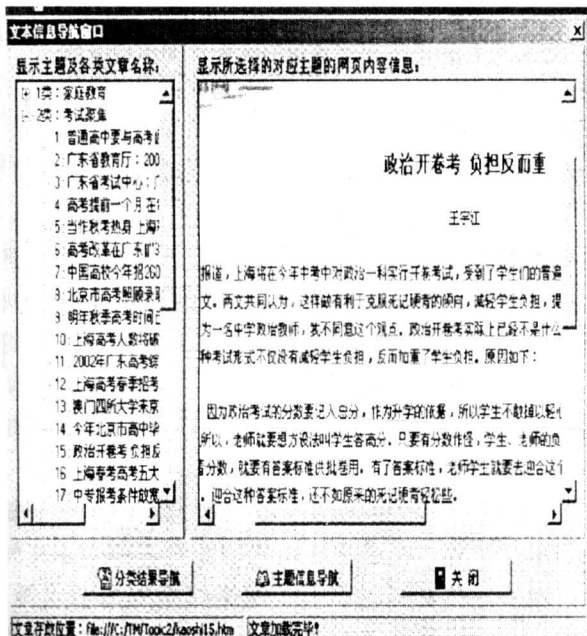 文本信息导航窗口
显示主题及各类文章名称：
显示所选择的对应主题的网页内容信息：
1类：家庭教育
2类：考试聚集
1 普通高中要与高考
2 广东省教育厅：200
3 广东省考试中心：
4 高考提前一个月 在
5 当作秋考热身 上海
6 高考改革在广东
7 中国高校今年招260
8 北京市高考照顾录取
9 明年秋季高考时间已
10 上海高考人数将破
11 2002年广东高考综
12 上海高考春季招考
13 澳门四所大学来京
14 今年北京市高中毕
15 政治开卷考 负担反
16 上海春考高考五大
17 中专报考条件放宽
政治开卷考 负担反而重
王宇江
报道，上海将在今年中考中对政治一科实行开卷考试，受到了学生们的普遍
文。两文共同认为，这样做有利于克服死记硬背的倾向，减轻学生负担，提
为一名中学政治教师，我不同意这个观点。政治开卷考实际上已经不是什么
种考试形式不仅没有减轻学生负担，反而加重了学生负担。原因如下：
因为政治考试的分数要记入总分，作为升学的依据，所以学生不敢掉以轻
所以，老师就要想方设法叫学生答高分。只要有分数作怪，学生、老师的负
分数，就要有答案标准供批卷用。有了答案标准，老师学生就要去迎合这个
。迎合这种答案标准，还不如原来的死记硬背轻松些。
分类结果导航
主题信息导航
关 闭
文章存放位置：file://C:/TM/Topic2/kaoshi15.htm
文章加载完毕！